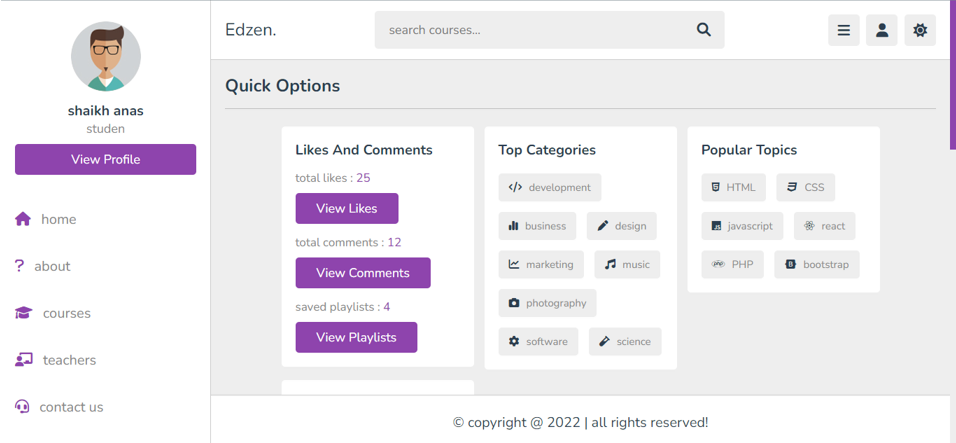 shaikh anas
studen
View Profile
home
about
courses
teachers
contact us
Edzen.
search courses...
Quick Options
Likes And Comments
total likes : 25
View Likes
total comments : 12
View Comments
saved playlists : 4
View Playlists
Top Categories
development
business design
marketing music
photography
software science
Popular Topics
HTML CSS
JS javascript react
php PHP B bootstrap
© copyright @ 2022 | all rights reserved!